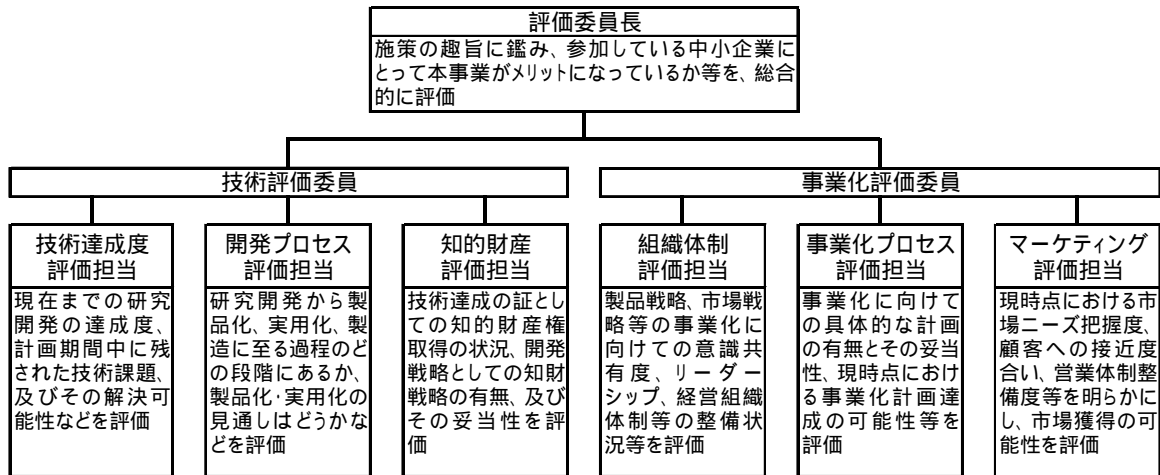 評価委員長
施策の趣旨に鑑み、参加している中小企業に
とって本事業がメリットになっているか等を、総合
的に評価
技術評価委員
事業化評価委員
技術達成度
評価担当
現在までの研究
開発の達成度、
計画期間中に残
された技術課題、
及びその解決可
能性などを評価
開発プロセス
評価担当
研究開発から製
品化、実用化、製
造に至る過程のど
の段階にあるか、
製品化・実用化の
見通しはどうかな
どを評価
知的財産
評価担当
技術達成の証とし
ての知的財産権
取得の状況、開発
戦略としての知財
戦略の有無、及び
その妥当性を評
価
組織体制
評価担当
製品戦略、市場戦
略等の事業化に
向けての意識共
有度、リーダー
シップ、経営組織
体制等の整備状
況等を評価
事業化プロセス
評価担当
事業化に向けて
の具体的な計画
の有無とその妥当
性、現時点におけ
る事業化計画達
成の可能性等を
評価
マーケティング
評価担当
現時点における市
場ニーズ把握度、
顧客への接近度
合い、営業体制整
備度等を明らかに
し、市場獲得の可
能性を評価